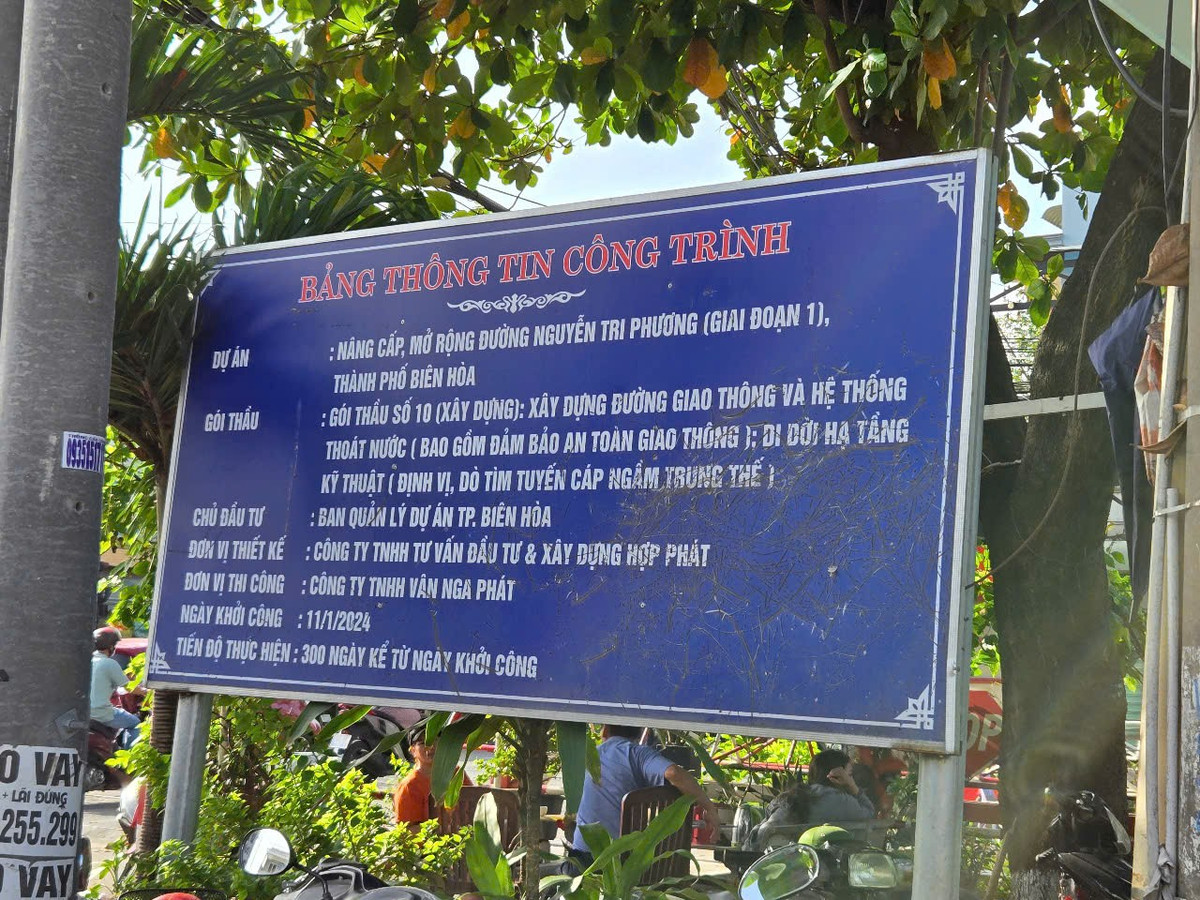 BẢNG THÔNG TIN CÔNG TRÌNH
DỰ ÁN : NÂNG CẤP, MỞ RỘNG ĐƯỜNG NGUYỄN TRI PHƯƠNG (GIAI ĐOẠN 1),
THÀNH PHỐ BIÊN HÒA
GÓI THẦU : GÓI THẦU SỐ 10 (XÂY DỰNG): XÂY DỰNG ĐƯỜNG GIAO THÔNG VÀ HỆ THỐNG
THOÁT NƯỚC ( BAO GỒM ĐẢM BẢO AN TOÀN GIAO THÔNG ); DI DỜI HẠ TẦNG
KỸ THUẬT ( ĐỊNH VỊ, DÒ TÌM TUYẾN CÁP NGẦM TRUNG THẾ )
CHỦ ĐẦU TƯ : BAN QUẢN LÝ DỰ ÁN TP. BIÊN HÒA
ĐƠN VỊ THIẾT KẾ : CÔNG TY TNHH TƯ VẤN ĐẦU TƯ & XÂY DỰNG HỢP PHÁT
ĐƠN VỊ THI CÔNG : CÔNG TY TNHH VÂN NGA PHÁT
NGÀY KHỞI CÔNG : 11/1/2024
TIẾN ĐỘ THỰC HIỆN : 300 NGÀY KỂ TỪ NGÀY KHỞI CÔNG
O VAY
+ LÃI ĐÚNG
255.299
O VAY